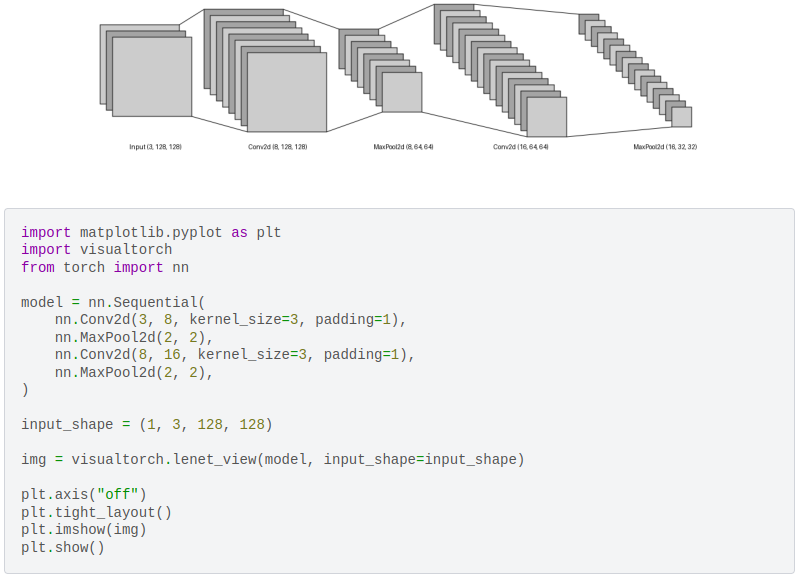 Input (3, 128, 128) Conv2d (8, 128, 128) MaxPool2d (8, 64, 64) Conv2d (16, 64, 64) MaxPool2d (16, 32, 32)
import matplotlib.pyplot as plt
import visualtorch
from torch import nn

model = nn.Sequential(
    nn.Conv2d(3, 8, kernel_size=3, padding=1),
    nn.MaxPool2d(2, 2),
    nn.Conv2d(8, 16, kernel_size=3, padding=1),
    nn.MaxPool2d(2, 2),
)

input_shape = (1, 3, 128, 128)

img = visualtorch.lenet_view(model, input_shape=input_shape)

plt.axis("off")
plt.tight_layout()
plt.imshow(img)
plt.show()